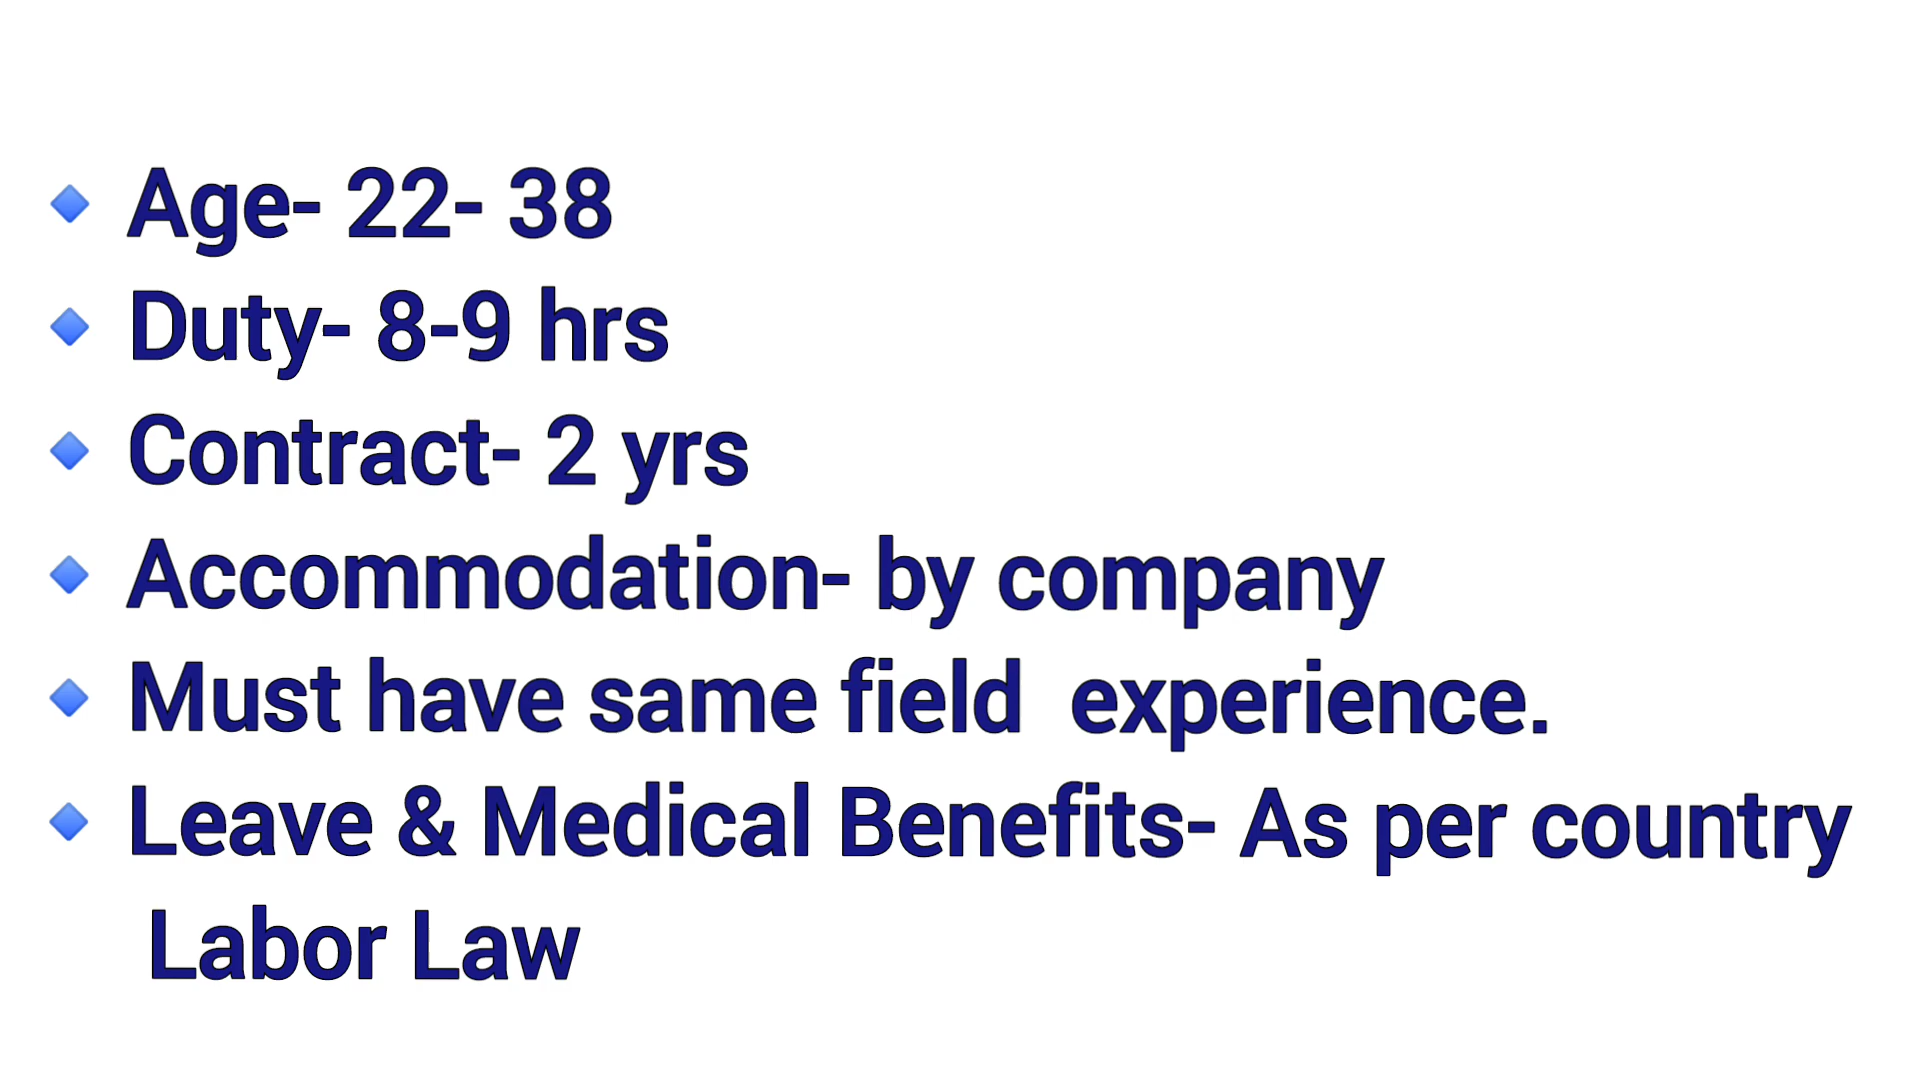 🔹 Age- 22- 38
🔹 Duty- 8-9 hrs
🔹 Contract- 2 yrs
🔹 Accommodation- by company
🔹 Must have same field  experience.
🔹 Leave & Medical Benefits- As per country
Labor Law